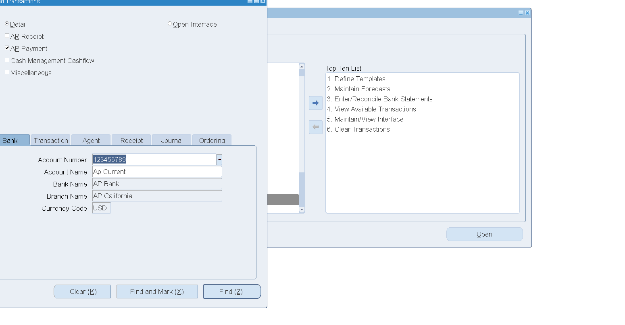 Transactions
Detail
Open Interface
AR Receipt
AP Payment
Cash Management Cashflow
Miscellaneous
Bank Transaction Agent Receipt Journal Ordering
Account Number 123456789
Account Name Ap Current
Bank Name AP Bank
Branch Name AP California
Currency Code USD
Clear (K) Find and Mark (X) Find (Z)
Top Ten List
1. Define Templates
2. Maintain Forecasts
3. Enter/Reconcile Bank Statements
4. View Available Transactions
5. Maintain/View Interface
6. Clear Transactions
Open